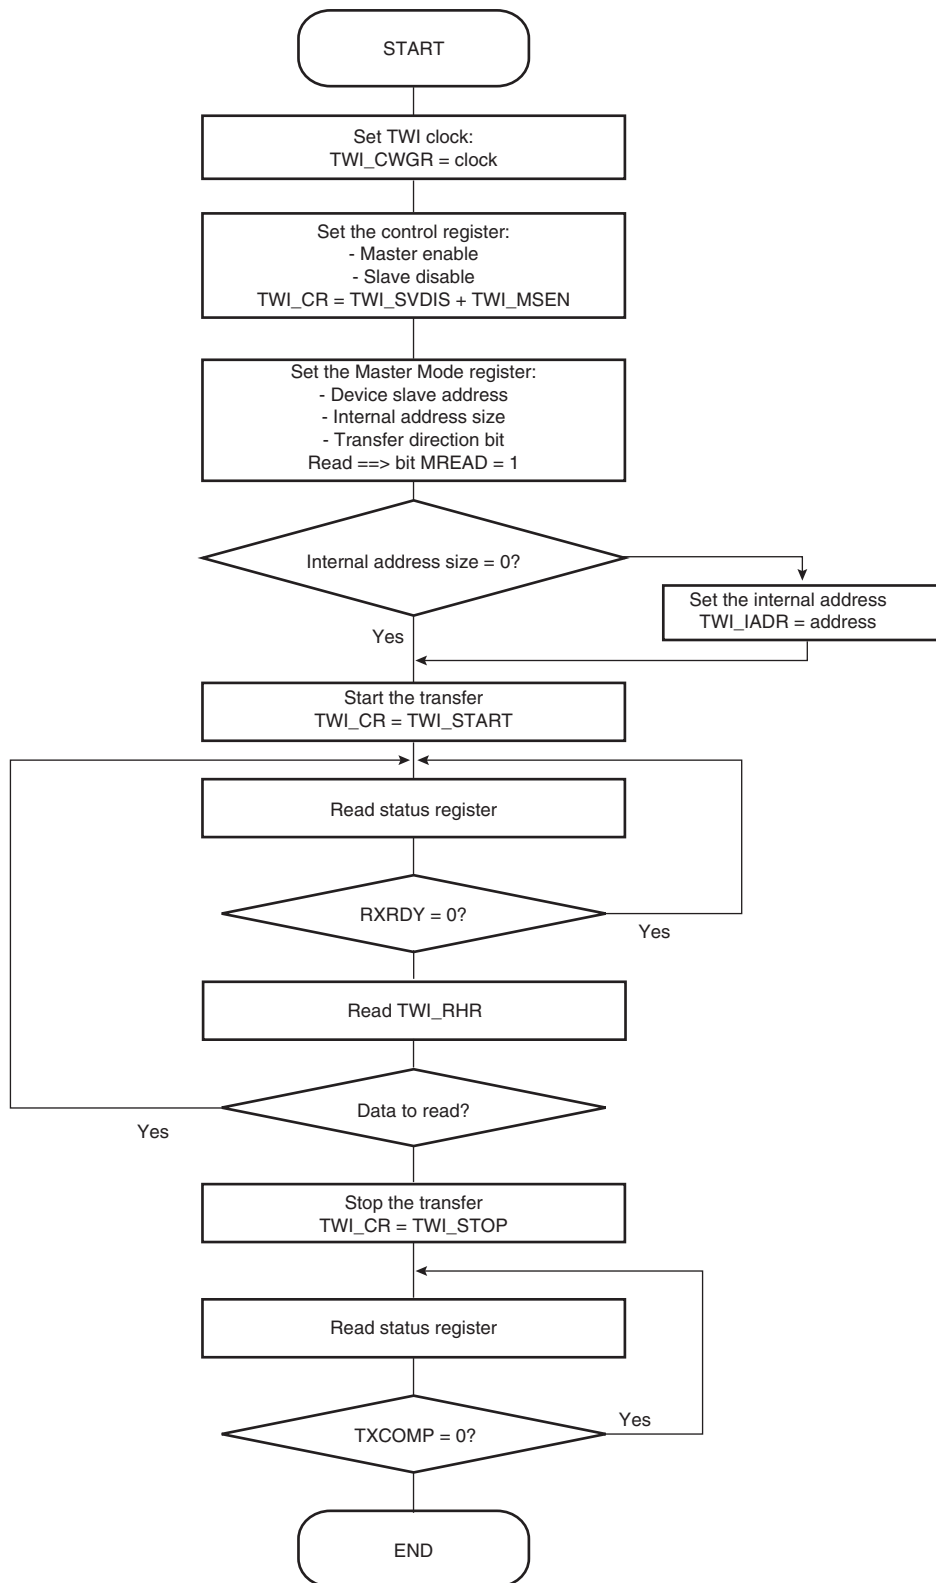 START
Set TWI clock:
TWI_CWGR = clock
Set the control register:
- Master enable
- Slave disable
TWI_CR = TWI_SVDIS + TWI_MSEN
Set the Master Mode register:
- Device slave address
- Internal address size
- Transfer direction bit
Read ==> bit MREAD = 1
Internal address size = 0?
Set the internal address
TWI_IADR = address
Yes
Start the transfer
TWI_CR = TWI_START
Read status register
RXRDY = 0?
Yes
Read TWI_RHR
Data to read?
Yes
Stop the transfer
TWI_CR = TWI_STOP
Read status register
Yes
TXCOMP = 0?
END